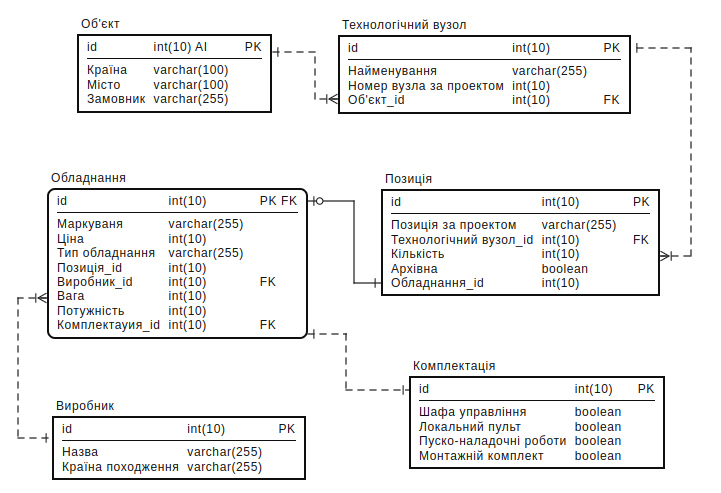 Об'єкт
id int(10) AI PK
Країна varchar(100)
Місто varchar(100)
Замовник varchar(255)
Технологічний вузол
id int(10) PK
Найменування varchar(255)
Номер вузла за проектом int(10)
Об'єкт_id int(10) FK
Обладнання
id int(10) PK FK
Маркуваня varchar(255)
Ціна int(10)
Тип обладнання varchar(255)
Позиція_id int(10)
Виробник_id int(10) FK
Вага int(10)
Потужність int(10)
Комплектауия_id int(10) FK
Позиція
id int(10) PK
Позиція за проектом varchar(255)
Технологічний вузол_id int(10) FK
Кількість int(10)
Архівна boolean
Обладнання_id int(10)
Виробник
id int(10) PK
Назва varchar(255)
Країна походження varchar(255)
Комплектація
id int(10) PK
Шафа управління boolean
Локальний пульт boolean
Пуско-наладочні роботи boolean
Монтажній комплект boolean